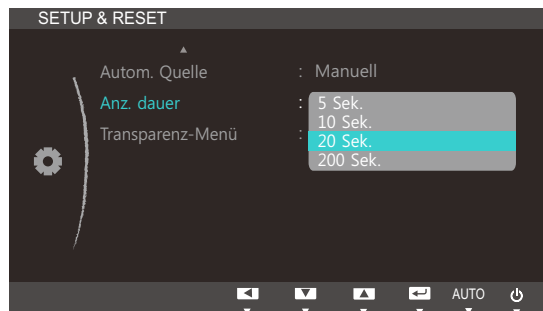 SETUP & RESET
Autom. Quelle : Manuell
Anz. dauer : 5 Sek.
10 Sek.
Transparenz-Menü : 20 Sek.
200 Sek.
AUTO